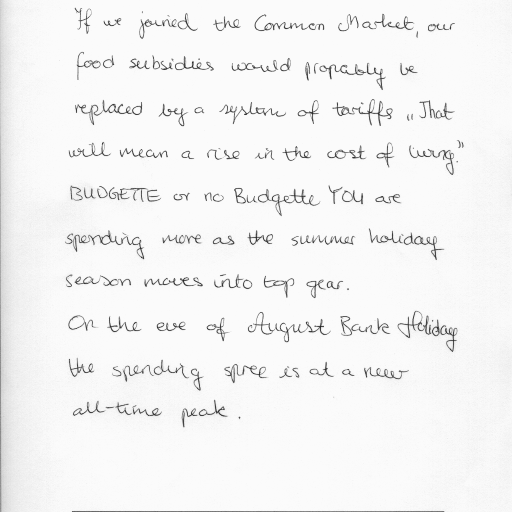 If we joined the Common Market, our
food subsidies would propably be
replaced by a system of tariffs „That
will mean a rise in the cost of living."
BUDGETTE or no Budgette YOU are
spending more as the summer holiday
season moves into top gear.
On the eve of August Bank Holiday
the spending spree is at a new
all-time peak.